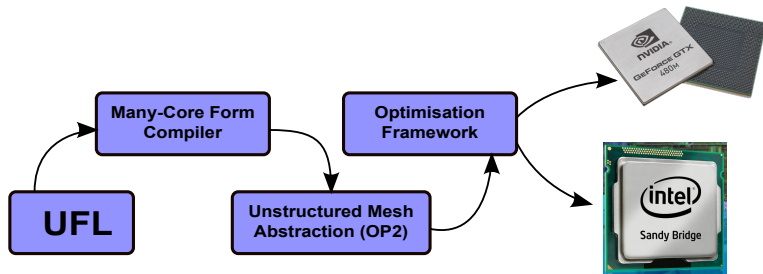 UFL
Many-Core Form
Compiler
Unstructured Mesh
Abstraction (OP2)
Optimisation
Framework
NVIDIA
GEFORCE GTX
480M
intel
Sandy Bridge